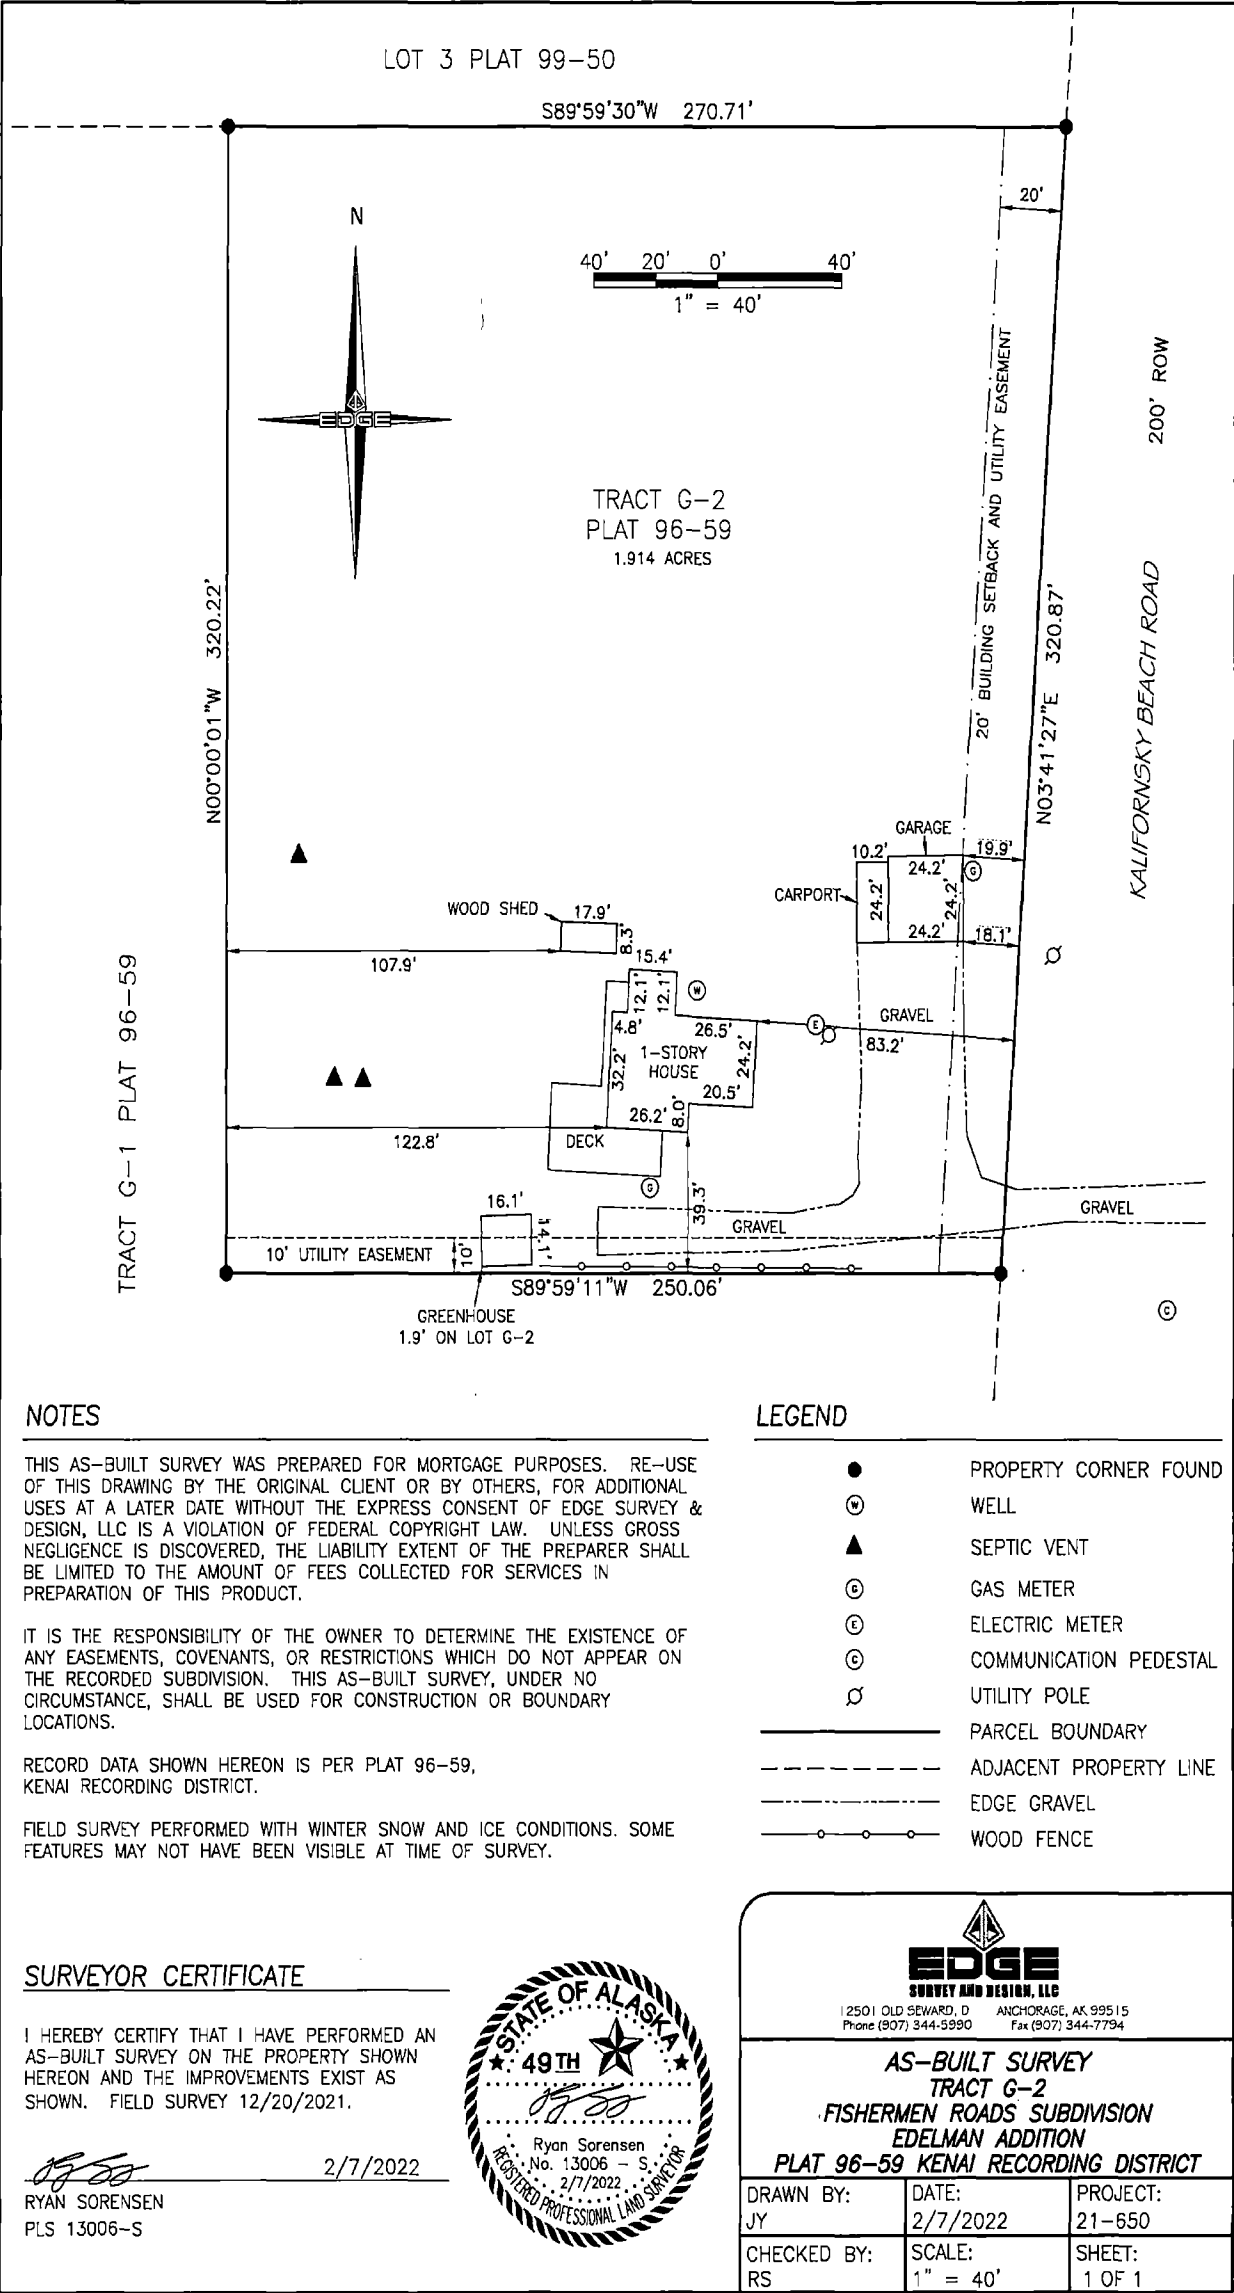 LOT 3 PLAT 99-50
S89°59'30"W 270.71'
20'
N
40' 20' 0' 40'
1" = 40'
EDGE
20' BUILDING SETBACK AND UTILITY EASEMENT
200' ROW
KALIFORNSKY BEACH ROAD
TRACT G-2
PLAT 96-59
1.914 ACRES
N00°00'01"W 320.22'
N03°41'27"E 320.87'
GARAGE
10.2'
24.2'
19.9'
G
CARPORT
24.2'
24.2'
24.2'
18.1'
WOOD SHED
17.9'
8.3'
107.9'
15.4'
12.1'
12.1'
W
4.8'
26.5'
E
GRAVEL
83.2'
1-STORY
HOUSE
32.2'
24.2'
20.5'
26.2'
8.0'
122.8'
DECK
G
TRACT G-1 PLAT 96-59
16.1'
14.1'
39.3'
GRAVEL
GRAVEL
10' UTILITY EASEMENT
10'
S89°59'11"W 250.06'
GREENHOUSE
1.9' ON LOT G-2
C
NOTES
THIS AS-BUILT SURVEY WAS PREPARED FOR MORTGAGE PURPOSES. RE-USE
OF THIS DRAWING BY THE ORIGINAL CLIENT OR BY OTHERS, FOR ADDITIONAL
USES AT A LATER DATE WITHOUT THE EXPRESS CONSENT OF EDGE SURVEY &
DESIGN, LLC IS A VIOLATION OF FEDERAL COPYRIGHT LAW. UNLESS GROSS
NEGLIGENCE IS DISCOVERED, THE LIABILITY EXTENT OF THE PREPARER SHALL
BE LIMITED TO THE AMOUNT OF FEES COLLECTED FOR SERVICES IN
PREPARATION OF THIS PRODUCT.
IT IS THE RESPONSIBILITY OF THE OWNER TO DETERMINE THE EXISTENCE OF
ANY EASEMENTS, COVENANTS, OR RESTRICTIONS WHICH DO NOT APPEAR ON
THE RECORDED SUBDIVISION. THIS AS-BUILT SURVEY, UNDER NO
CIRCUMSTANCE, SHALL BE USED FOR CONSTRUCTION OR BOUNDARY
LOCATIONS.
RECORD DATA SHOWN HEREON IS PER PLAT 96-59,
KENAI RECORDING DISTRICT.
FIELD SURVEY PERFORMED WITH WINTER SNOW AND ICE CONDITIONS. SOME
FEATURES MAY NOT HAVE BEEN VISIBLE AT TIME OF SURVEY.
LEGEND
PROPERTY CORNER FOUND
W WELL
SEPTIC VENT
G GAS METER
E ELECTRIC METER
C COMMUNICATION PEDESTAL
UTILITY POLE
PARCEL BOUNDARY
ADJACENT PROPERTY LINE
EDGE GRAVEL
WOOD FENCE
SURVEYOR CERTIFICATE
I HEREBY CERTIFY THAT I HAVE PERFORMED AN
AS-BUILT SURVEY ON THE PROPERTY SHOWN
HEREON AND THE IMPROVEMENTS EXIST AS
SHOWN. FIELD SURVEY 12/20/2021.
2/7/2022
RYAN SORENSEN
PLS 13006-S
STATE OF ALASKA
49TH
Ryan Sorensen
No. 13006 - S
2/7/2022
REGISTERED PROFESSIONAL LAND SURVEYOR
EDGE
SURVEY AND DESIGN, LLC
12501 OLD SEWARD, D ANCHORAGE, AK 99515
Phone (907) 344-5990 Fax (907) 344-7794
AS-BUILT SURVEY
TRACT G-2
FISHERMEN ROADS SUBDIVISION
EDELMAN ADDITION
PLAT 96-59 KENAI RECORDING DISTRICT
DRAWN BY: DATE: PROJECT:
JY 2/7/2022 21-650
CHECKED BY: SCALE: SHEET:
RS 1" = 40' 1 OF 1